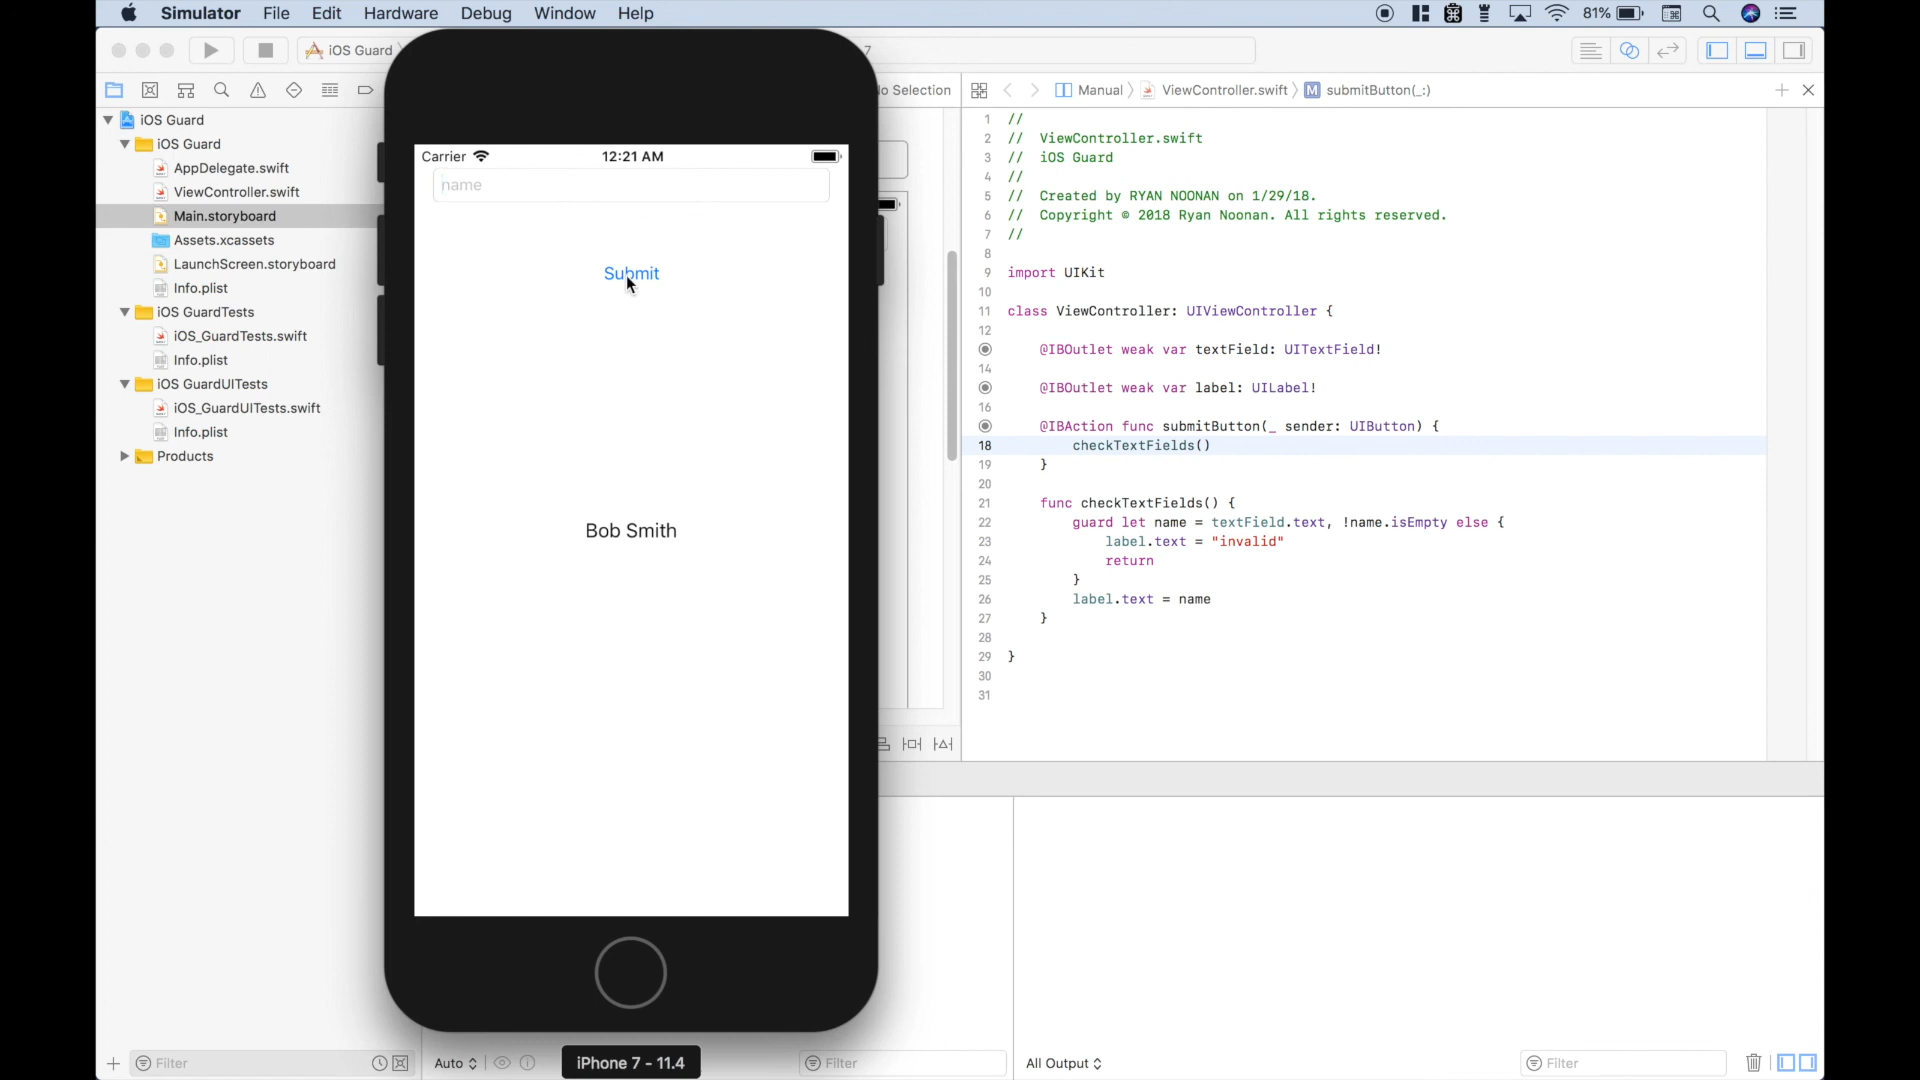 Simulator File Edit Hardware Debug Window Help 81%
iOS Guard 7
No Selection Manual ViewController.swift M submitButton(_:)
iOS Guard
iOS Guard
AppDelegate.swift
ViewController.swift
Main.storyboard
Assets.xcassets
LaunchScreen.storyboard
Info.plist
iOS GuardTests
iOS_GuardTests.swift
Info.plist
iOS GuardUITests
iOS_GuardUITests.swift
Info.plist
Products
Carrier 12:21 AM
name
Submit
Bob Smith
1 //
2 // ViewController.swift
3 // iOS Guard
4 //
5 // Created by RYAN NOONAN on 1/29/18.
6 // Copyright © 2018 Ryan Noonan. All rights reserved.
7 //
8
9 import UIKit
10
11 class ViewController: UIViewController {
12
@IBOutlet weak var textField: UITextField!
14
@IBOutlet weak var label: UILabel!
16
@IBAction func submitButton(_ sender: UIButton) {
18 checkTextFields()
19 }
20
21 func checkTextFields() {
22 guard let name = textField.text, !name.isEmpty else {
23 label.text = "invalid"
24 return
25 }
26 label.text = name
27 }
28
29 }
30
31
Filter Auto iPhone 7 - 11.4 Filter All Output Filter